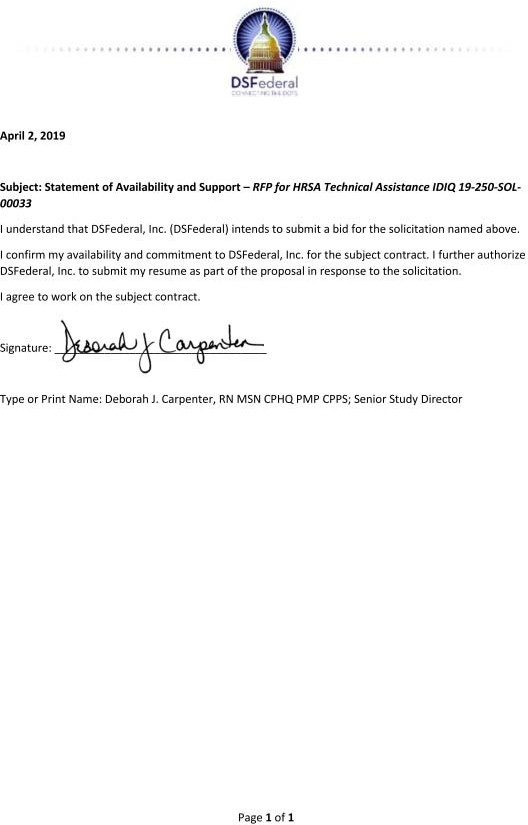 DSFederal
CONNECTING THE DOTS
April 2, 2019
Subject: Statement of Availability and Support – RFP for HRSA Technical Assistance IDIQ 19-250-SOL-
00033
I understand that DSFederal, Inc. (DSFederal) intends to submit a bid for the solicitation named above.
I confirm my availability and commitment to DSFederal, Inc. for the subject contract. I further authorize
DSFederal, Inc. to submit my resume as part of the proposal in response to the solicitation.
I agree to work on the subject contract.
Signature: Deborah J Carpenter
Type or Print Name: Deborah J. Carpenter, RN MSN CPHQ PMP CPPS; Senior Study Director
Page 1 of 1